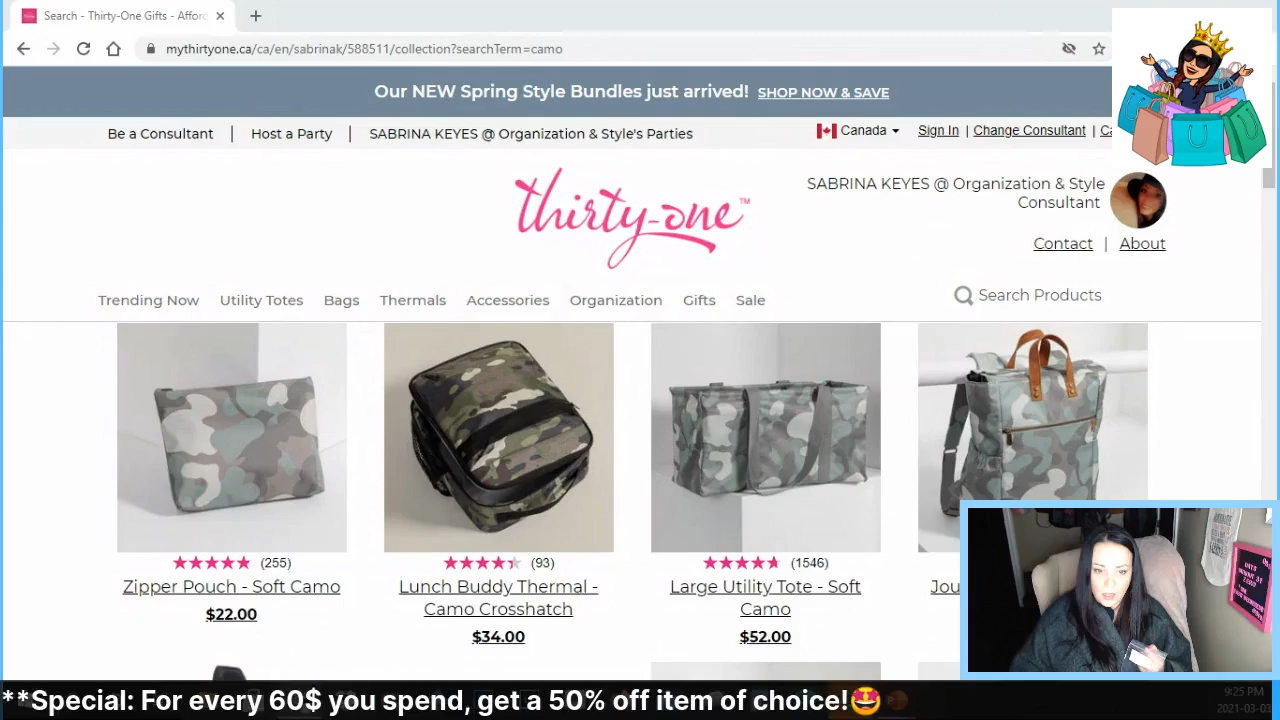 Search - Thirty-One Gifts - Affor
mythirtyone.ca/ca/en/sabrinak/588511/collection?searchTerm=camo
Our NEW Spring Style Bundles just arrived! SHOP NOW & SAVE
Be a Consultant | Host a Party | SABRINA KEYES @ Organization & Style's Parties
Canada Sign In | Change Consultant |
thirty-one™
SABRINA KEYES @ Organization & Style
Consultant
Contact | About
Trending Now Utility Totes Bags Thermals Accessories Organization Gifts Sale
Search Products
(255) (93) (1546)
Zipper Pouch - Soft Camo
$22.00
Lunch Buddy Thermal -
Camo Crosshatch
$34.00
Large Utility Tote - Soft
Camo
$52.00
**Special: For every 60$ you spend, get a 50% off item of choice!🤩
9:25 PM
2021-03-03